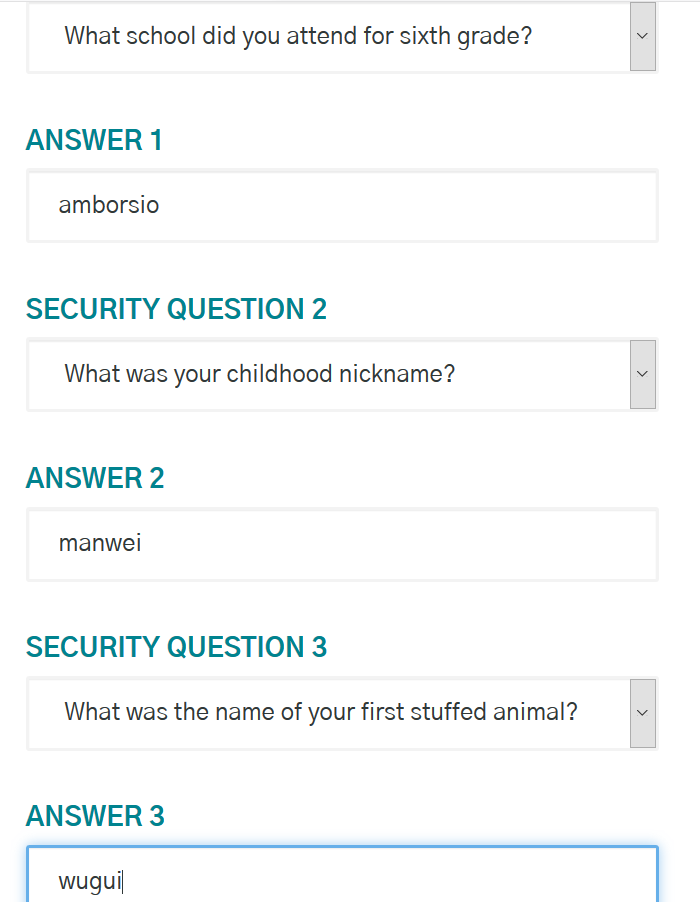 What school did you attend for sixth grade?
ANSWER 1
amborsio
SECURITY QUESTION 2
What was your childhood nickname?
ANSWER 2
manwei
SECURITY QUESTION 3
What was the name of your first stuffed animal?
ANSWER 3
wugui